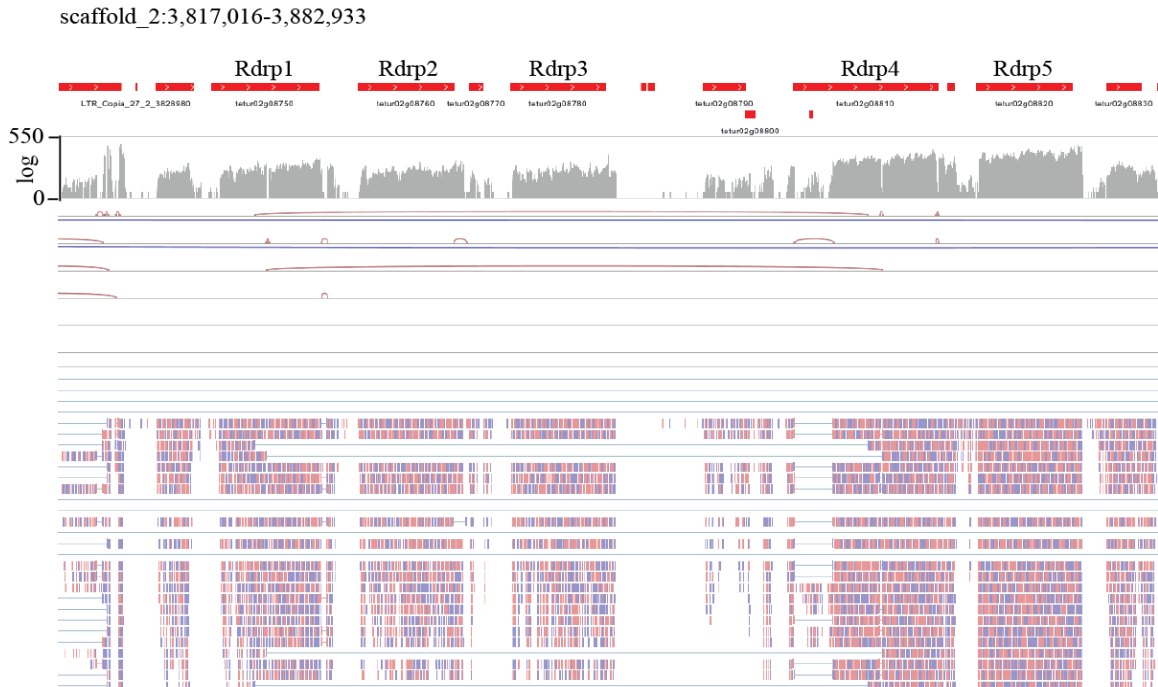 scaffold_2:3,817,016-3,882,933
Rdrp1 Rdrp2 Rdrp3 Rdrp4 Rdrp5
LTR_Copia_27_2_3828980 tetur02g08750 tetur02g08760 tetur02g08770 tetur02g08780 tetur02g08790 tetur02g08810 tetur02g08820 tetur02g08830
tetur02g08800
550
log
0